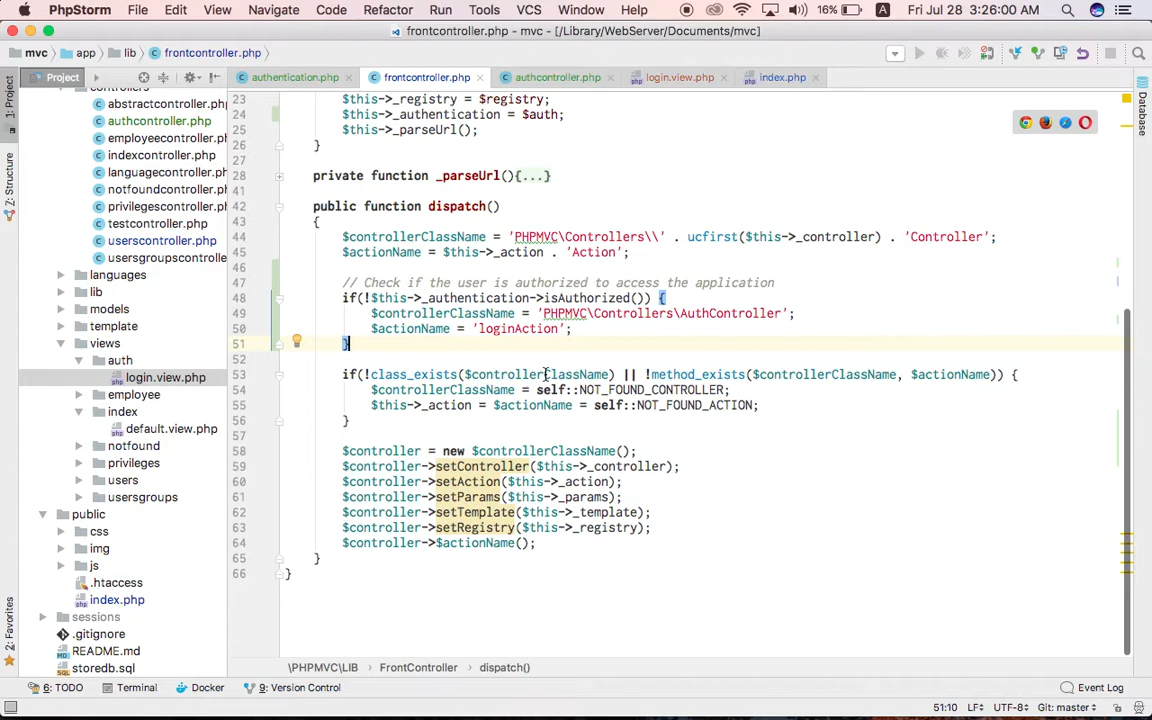 PhpStorm File Edit View Navigate Code Refactor Run Tools VCS Window Help 16% A Fri Jul 28 3:26:00 AM
frontcontroller.php - mvc - [/Library/WebServer/Documents/mvc]
mvc app lib frontcontroller.php
Project authentication.php frontcontroller.php authcontroller.php login.view.php index.php
1: Project
Z: Structure
2: Favorites
Database
controllers
abstractcontroller.php
authcontroller.php
employeecontroller.php
indexcontroller.php
languagecontroller.php
notfoundcontroller.php
privilegescontroller.php
testcontroller.php
userscontroller.php
usersgroupscontrolle
languages
lib
models
template
views
auth
login.view.php
employee
index
default.view.php
notfound
privileges
users
usersgroups
public
css
img
js
.htaccess
index.php
sessions
.gitignore
README.md
storedb.sql
23 $this->_registry = $registry;
24 $this->_authentication = $auth;
25 $this->_parseUrl();
26 }
27
28 private function _parseUrl(){...}
41
42 public function dispatch()
43 {
44 $controllerClassName = 'PHPMVC\Controllers\\' . ucfirst($this->_controller) . 'Controller';
45 $actionName = $this->_action . 'Action';
46
47 // Check if the user is authorized to access the application
48 if(!$this->_authentication->isAuthorized()) {
49 $controllerClassName = 'PHPMVC\Controllers\AuthController';
50 $actionName = 'loginAction';
51 }
52
53 if(!class_exists($controllerClassName) || !method_exists($controllerClassName, $actionName)) {
54 $controllerClassName = self::NOT_FOUND_CONTROLLER;
55 $this->_action = $actionName = self::NOT_FOUND_ACTION;
56 }
57
58 $controller = new $controllerClassName();
59 $controller->setController($this->_controller);
60 $controller->setAction($this->_action);
61 $controller->setParams($this->_params);
62 $controller->setTemplate($this->_template);
63 $controller->setRegistry($this->_registry);
64 $controller->$actionName();
65 }
66 }
\PHPMVC\LIB FrontController dispatch()
6: TODO Terminal Docker 9: Version Control Event Log
51:10 LF÷ UTF-8÷ Git: master÷